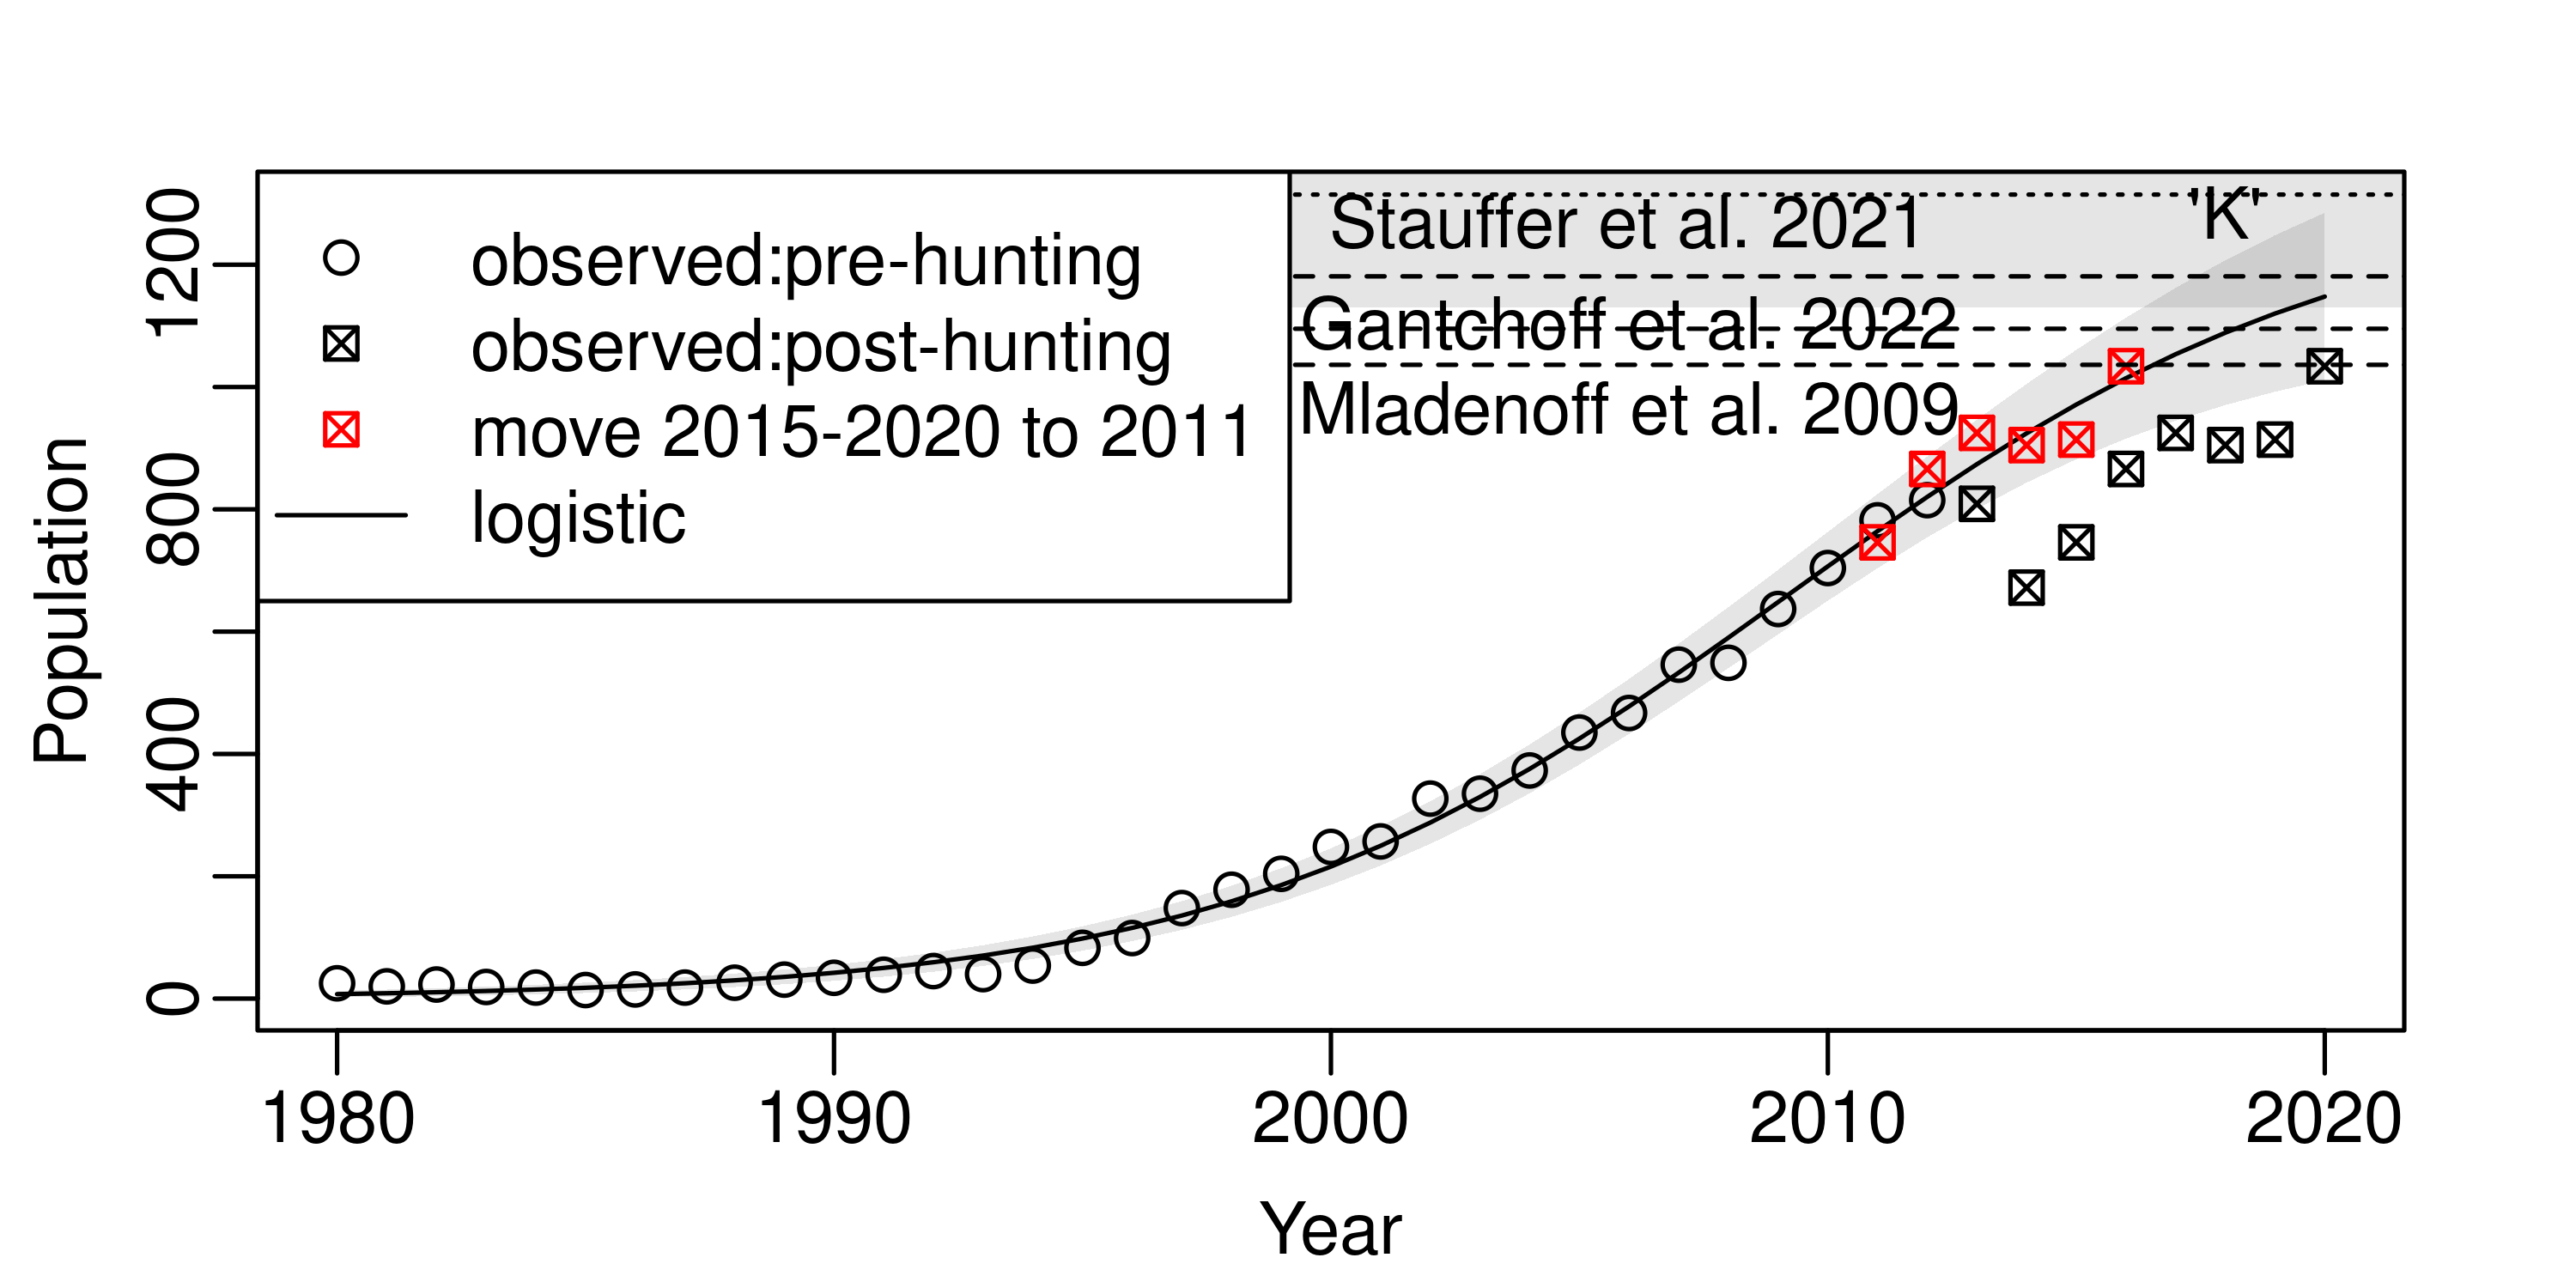 observed:pre-hunting
observed:post-hunting
move 2015-2020 to 2011
logistic
Stauffer et al. 2021
'K'
Gantchoff et al. 2022
Mladenoff et al. 2009
Population
1200
800
400
0
1980 1990 2000 2010 2020
Year